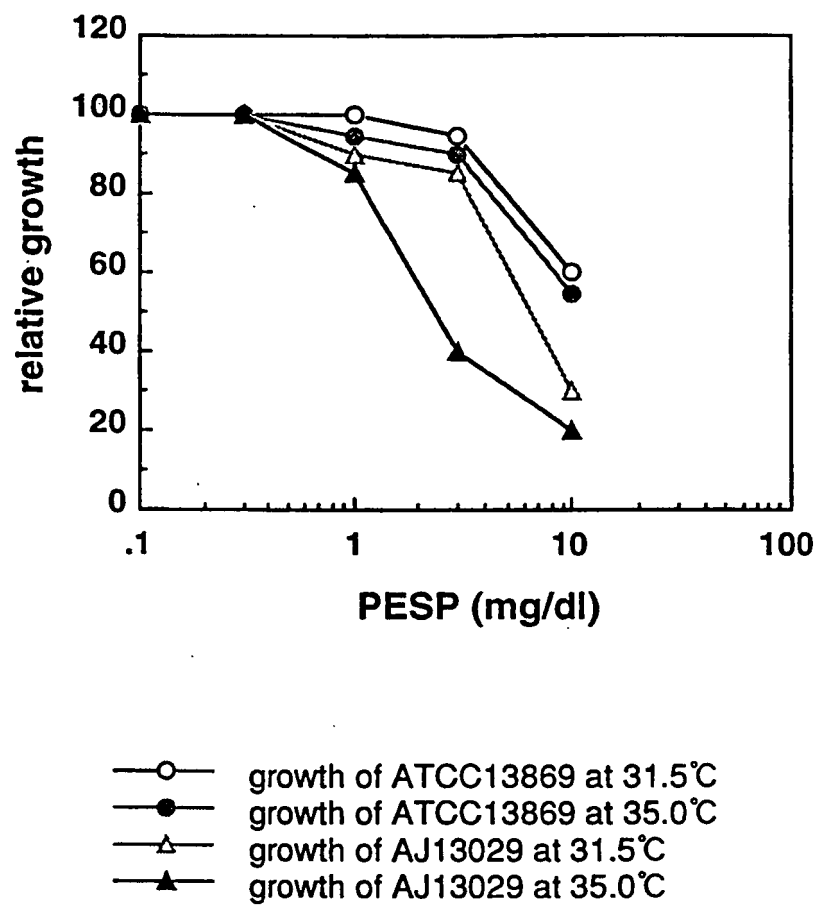 120
100
80
60
40
20
0
relative growth
.1 1 10 100
PESP (mg/dl)
growth of ATCC13869 at 31.5℃
growth of ATCC13869 at 35.0℃
growth of AJ13029 at 31.5℃
growth of AJ13029 at 35.0℃